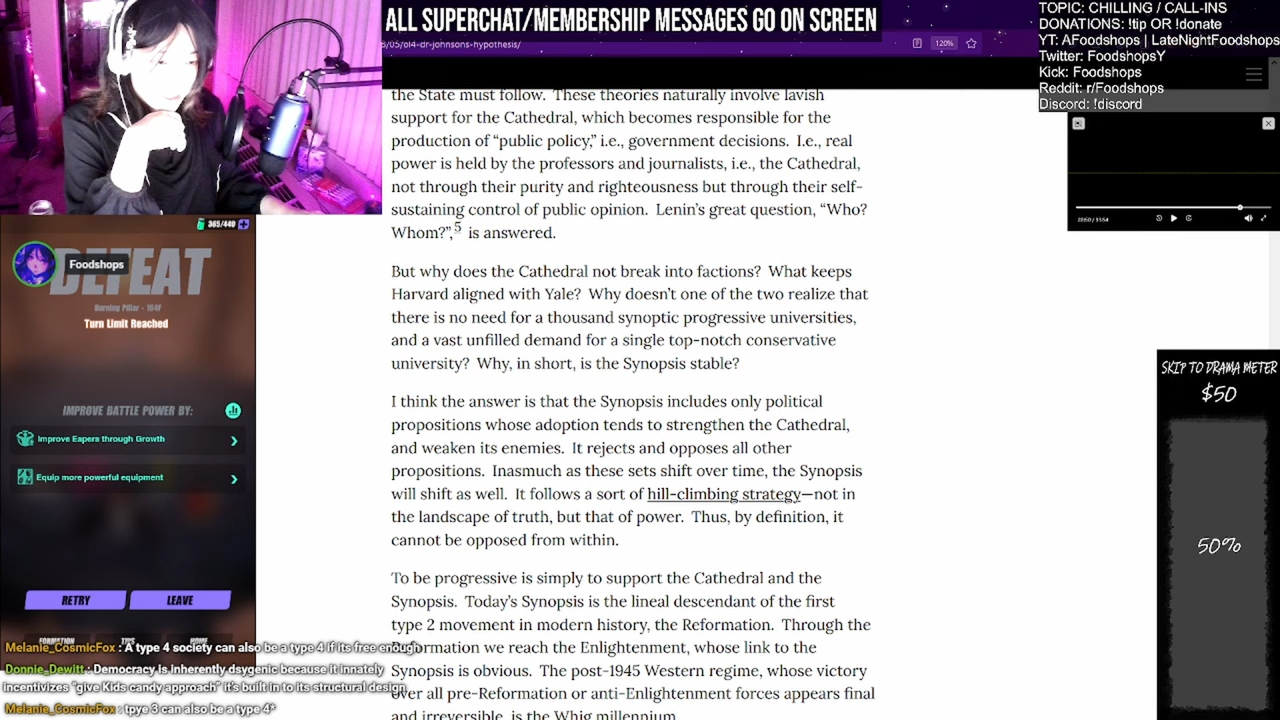 ALL SUPERCHAT/MEMBERSHIP MESSAGES GO ON SCREEN
/05/ol4-dr-johnsons-hypothesis/
120%
TOPIC: CHILLING / CALL-INS
DONATIONS: !tip OR !donate
YT: AFoodshops | LateNightFoodshops
Twitter: FoodshopsY
Kick: Foodshops
Reddit: r/Foodshops
Discord: !discord
the State must follow. These theories naturally involve lavish
support for the Cathedral, which becomes responsible for the
production of “public policy,” i.e., government decisions. I.e., real
power is held by the professors and journalists, i.e., the Cathedral,
not through their purity and righteousness but through their self-
sustaining control of public opinion. Lenin’s great question, “Who?
Whom?”,5 is answered.
But why does the Cathedral not break into factions? What keeps
Harvard aligned with Yale? Why doesn’t one of the two realize that
there is no need for a thousand synoptic progressive universities,
and a vast unfilled demand for a single top-notch conservative
university? Why, in short, is the Synopsis stable?
I think the answer is that the Synopsis includes only political
propositions whose adoption tends to strengthen the Cathedral,
and weaken its enemies. It rejects and opposes all other
propositions. Inasmuch as these sets shift over time, the Synopsis
will shift as well. It follows a sort of hill-climbing strategy—not in
the landscape of truth, but that of power. Thus, by definition, it
cannot be opposed from within.
To be progressive is simply to support the Cathedral and the
Synopsis. Today’s Synopsis is the lineal descendant of the first
type 2 movement in modern history, the Reformation. Through the
Reformation we reach the Enlightenment, whose link to the
Synopsis is obvious. The post-1945 Western regime, whose victory
over all pre-Reformation or anti-Enlightenment forces appears final
and irreversible, is the Whig millennium.
365/440
DEFEAT
Foodshops
Burning Pillar - 164F
Turn Limit Reached
IMPROVE BATTLE POWER BY:
Improve Eapers through Growth
Equip more powerful equipment
RETRY
LEAVE
FORMATION
TIPS
HOME
Melanie_CosmicFox : A type 4 society can also be a type 4 if its free enough
Donnie_Dewitt : Democracy is inherently dsygenic because it innately
incentivizes "give Kids candy approach" it's built in to its structural design
Melanie_CosmicFox : tpye 3 can also be a type 4*
SKIP TO DRAMA METER
$50
50%